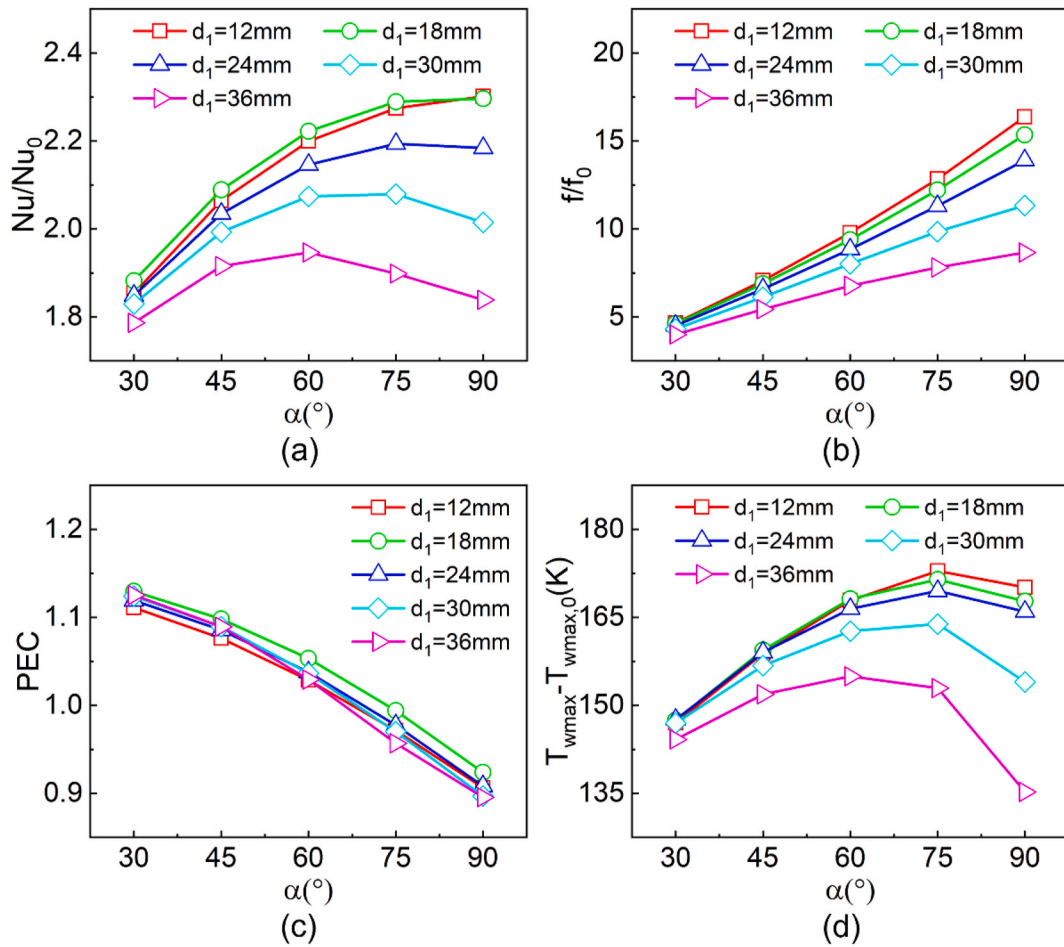 d₁=12mm d₁=18mm
d₁=24mm d₁=30mm
d₁=36mm
2.4
2.2
2.0
1.8
Nu/Nu₀
30 45 60 75 90
α(°)
(a)
d₁=12mm d₁=18mm
d₁=24mm d₁=30mm
d₁=36mm
20
15
10
5
f/f₀
30 45 60 75 90
α(°)
(b)
d₁=12mm
d₁=18mm
d₁=24mm
d₁=30mm
d₁=36mm
1.2
1.1
1.0
0.9
PEC
30 45 60 75 90
α(°)
(c)
d₁=12mm d₁=18mm
d₁=24mm d₁=30mm
d₁=36mm
180
165
150
135
T_wmax-T_wmax,0(K)
30 45 60 75 90
α(°)
(d)